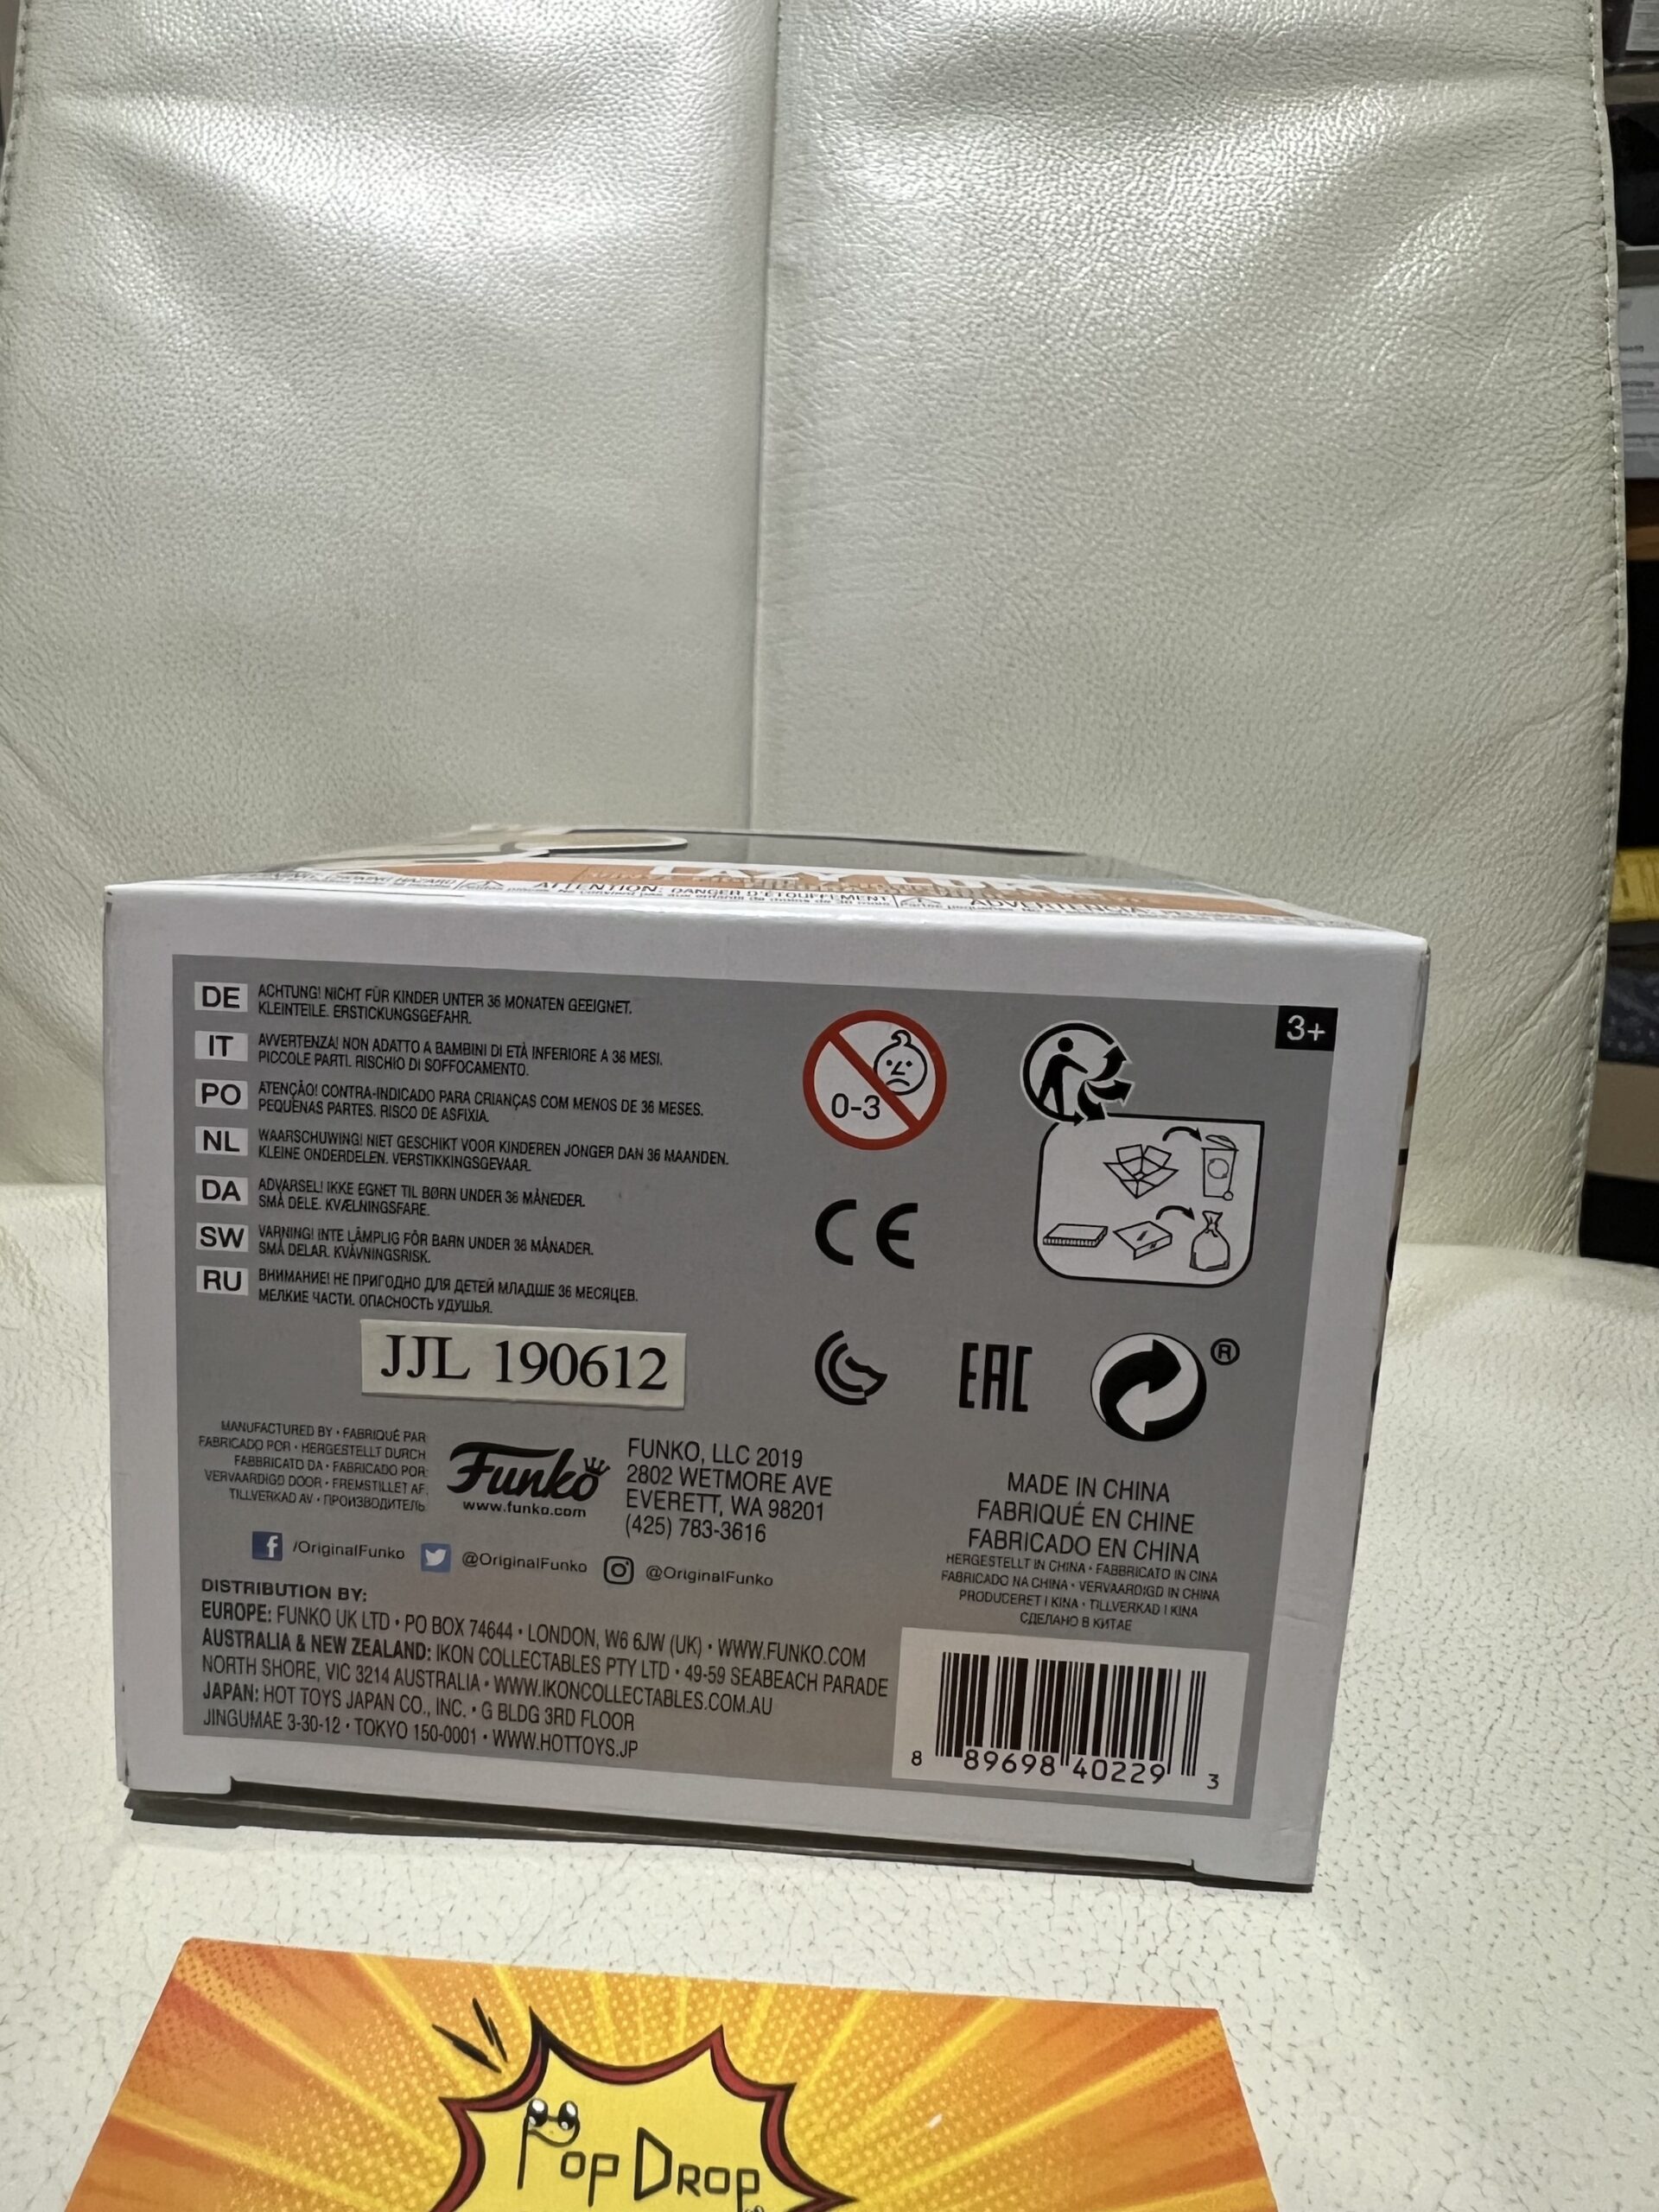 LAZY
ATTENTION: DANGER D'ÉTOUFFEMENT
ADVERTENCIA:
DE ACHTUNG! NICHT FÜR KINDER UNTER 36 MONATEN GEEIGNET.
KLEINTEILE. ERSTICKUNGSGEFAHR.
IT AVVERTENZA! NON ADATTO A BAMBINI DI ETÀ INFERIORE A 36 MESI.
PICCOLE PARTI. RISCHIO DI SOFFOCAMENTO.
PO ATENÇÃO! CONTRA-INDICADO PARA CRIANÇAS COM MENOS DE 36 MESES.
PEQUENAS PARTES. RISCO DE ASFIXIA.
NL WAARSCHUWING! NIET GESCHIKT VOOR KINDEREN JONGER DAN 36 MAANDEN.
KLEINE ONDERDELEN. VERSTIKKINGSGEVAAR.
DA ADVARSEL! IKKE EGNET TIL BØRN UNDER 36 MÅNEDER.
SMÅ DELE. KVÆLNINGSFARE.
SW VARNING! INTE LÄMPLIG FÖR BARN UNDER 36 MÅNADER.
SMÅ DELAR. KVÄVNINGSRISK.
RU ВНИМАНИЕ! НЕ ПРИГОДНО ДЛЯ ДЕТЕЙ МЛАДШЕ 36 МЕСЯЦЕВ.
МЕЛКИЕ ЧАСТИ. ОПАСНОСТЬ УДУШЬЯ.
0-3
3+
CE
EAC
®
JJL 190612
MANUFACTURED BY • FABRIQUÉ PAR
FABRICADO POR • HERGESTELLT DURCH
FABBRICATO DA • FABRICADO POR:
VERVAARDIGD DOOR • FREMSTILLET AF:
TILLVERKAD AV • ПРОИЗВОДИТЕЛЬ
Funko
www.funko.com
FUNKO, LLC 2019
2802 WETMORE AVE
EVERETT, WA 98201
(425) 783-3616
/OriginalFunko @OriginalFunko @OriginalFunko
MADE IN CHINA
FABRIQUÉ EN CHINE
FABRICADO EN CHINA
HERGESTELLT IN CHINA • FABBRICATO IN CINA
FABRICADO NA CHINA • VERVAARDIGD IN CHINA
PRODUCERET I KINA • TILLVERKAD I KINA
СДЕЛАНО В КИТАЕ
DISTRIBUTION BY:
EUROPE: FUNKO UK LTD • PO BOX 74644 • LONDON, W6 6JW (UK) • WWW.FUNKO.COM
AUSTRALIA & NEW ZEALAND: IKON COLLECTABLES PTY LTD • 49-59 SEABEACH PARADE
NORTH SHORE, VIC 3214 AUSTRALIA • WWW.IKONCOLLECTABLES.COM.AU
JAPAN: HOT TOYS JAPAN CO., INC. • G BLDG 3RD FLOOR
JINGUMAE 3-30-12 • TOKYO 150-0001 • WWW.HOTTOYS.JP
8 89698 40229 3
POP DROP